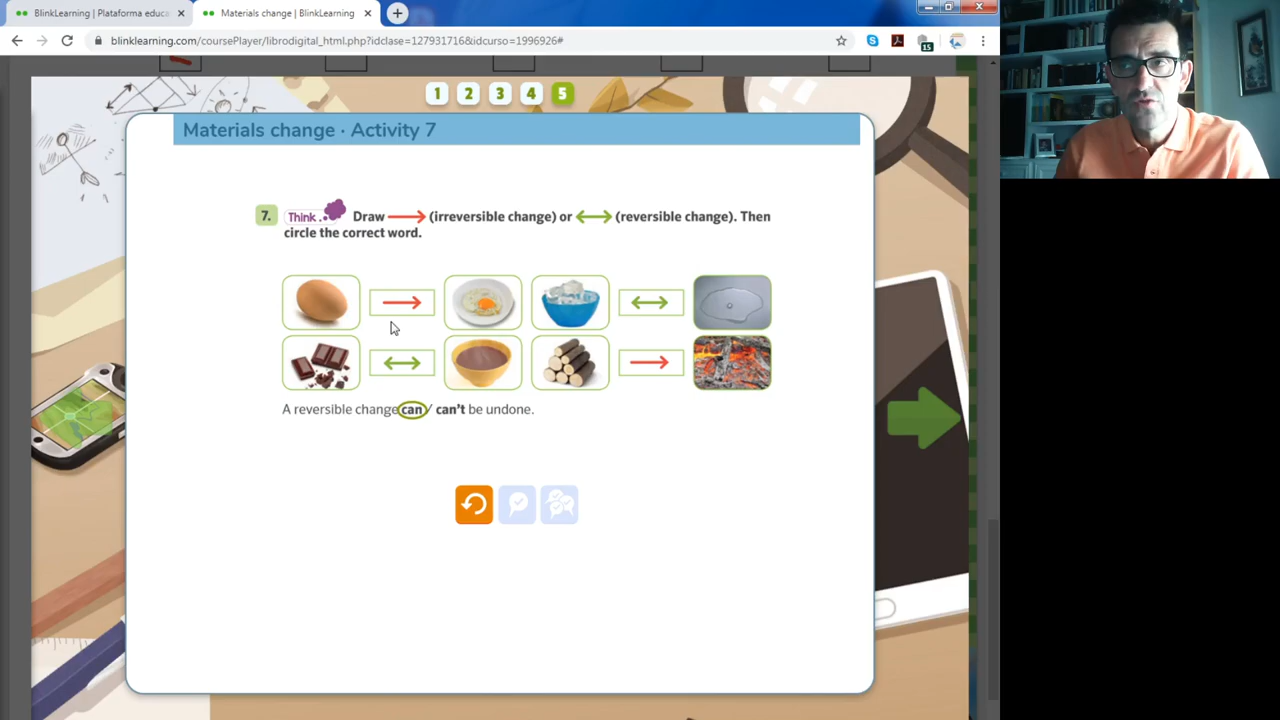 BlinkLearning | Plataforma educa
Materials change | BlinkLearning
blinklearning.com/coursePlayer/librodigital_html.php?idclase=127931716&idcurso=1996926#
15
1 2 3 4 5
Materials change · Activity 7
7. Think Draw (irreversible change) or (reversible change). Then
circle the correct word.
A reversible change can / can't be undone.